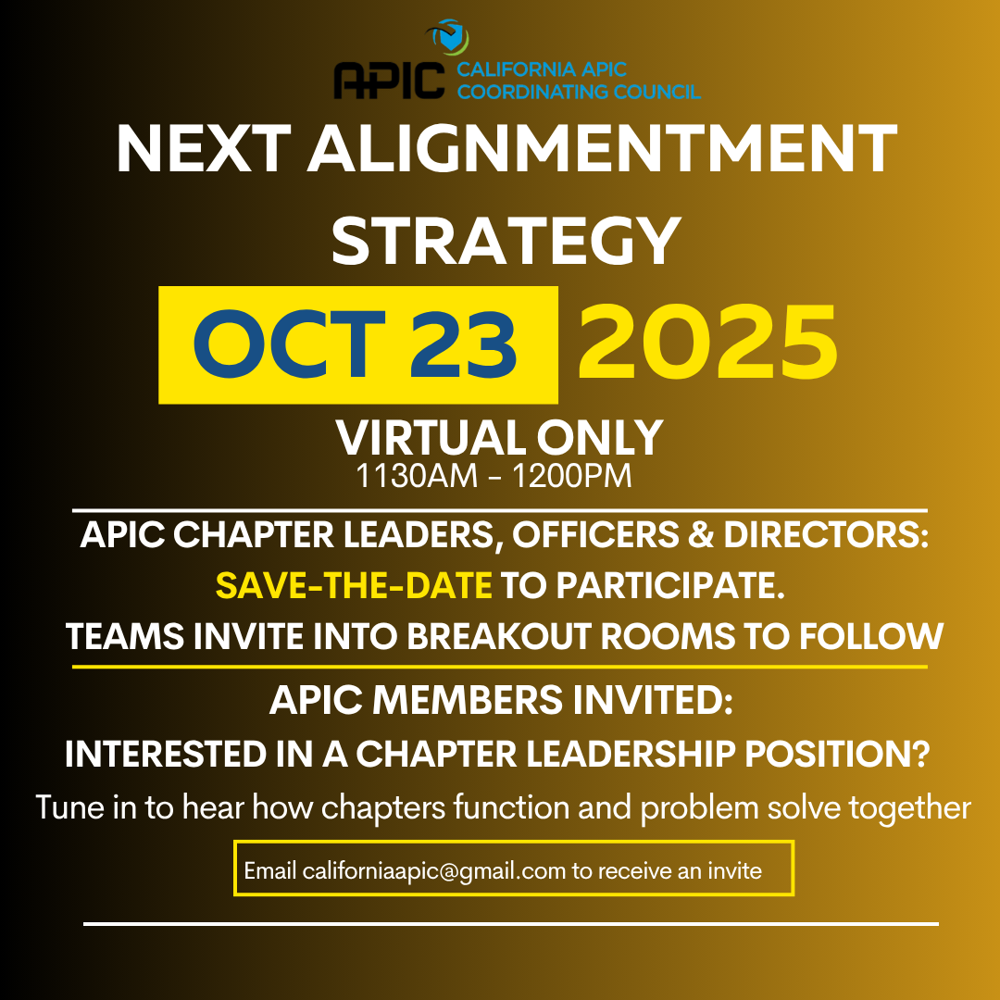 APIC CALIFORNIA APIC
COORDINATING COUNCIL
NEXT ALIGNMENTMENT
STRATEGY
OCT 23 2025
VIRTUAL ONLY
1130AM - 1200PM
APIC CHAPTER LEADERS, OFFICERS & DIRECTORS:
SAVE-THE-DATE TO PARTICIPATE.
TEAMS INVITE INTO BREAKOUT ROOMS TO FOLLOW
APIC MEMBERS INVITED:
INTERESTED IN A CHAPTER LEADERSHIP POSITION?
Tune in to hear how chapters function and problem solve together
Email californiaapic@gmail.com to receive an invite